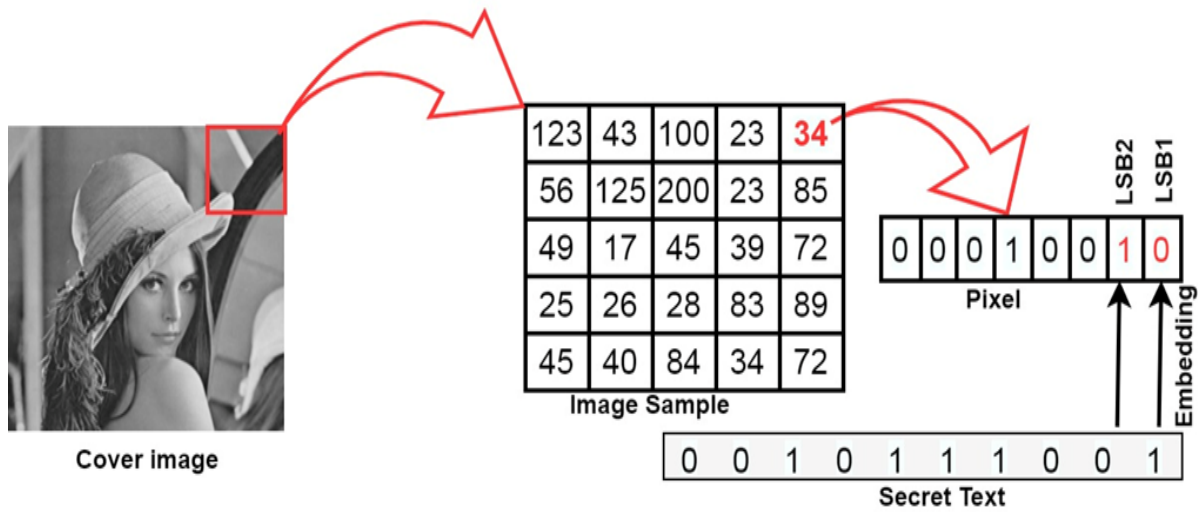 123 43 100 23 34
56 125 200 23 85
49 17 45 39 72
25 26 28 83 89
45 40 84 34 72
Image Sample
LSB2
LSB1
0 0 0 1 0 0 1 0
Pixel
Embedding
Cover image
0 0 1 0 1 1 1 0 0 1
Secret Text